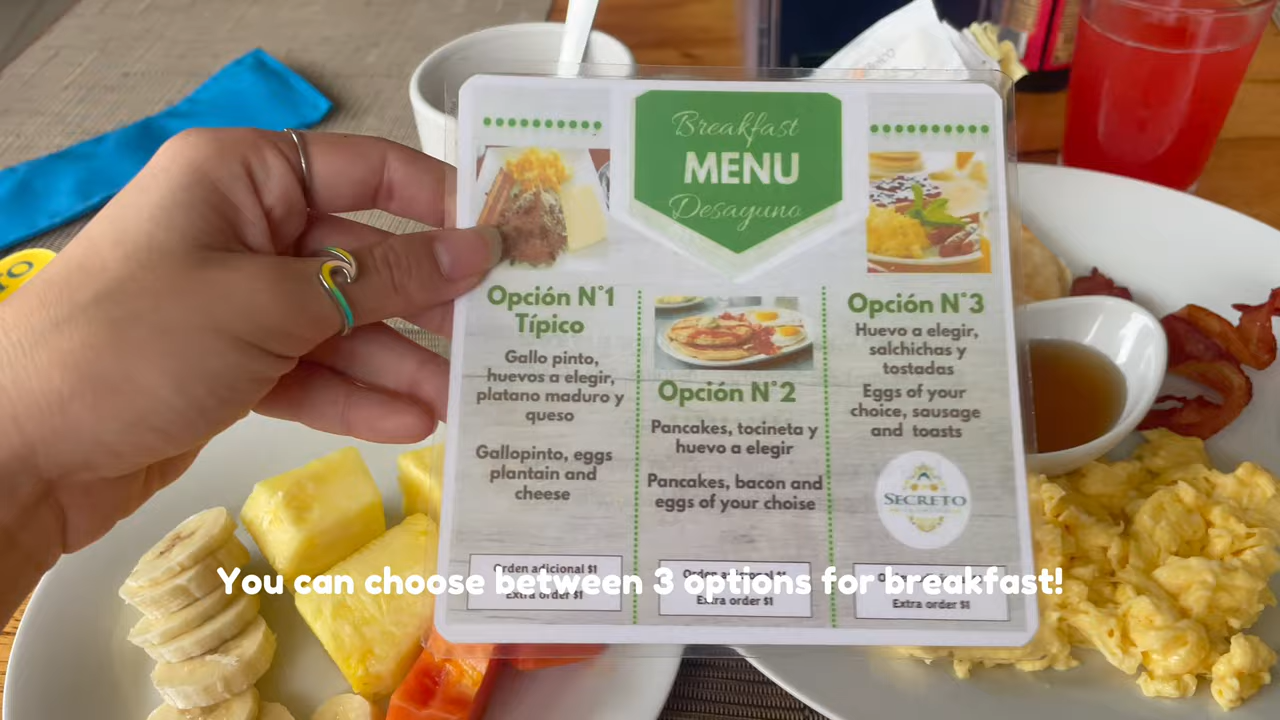 Breakfast
MENU
Desayuno
Opción N°1
Típico
Gallo pinto,
huevos a elegir,
platano maduro y
queso
Gallopinto, eggs
plantain and
cheese
Orden adicional $1
Extra order $1
Opción N°2
Pancakes, tocineta y
huevo a elegir
Pancakes, bacon and
eggs of your choise
Orden adicional $1
Extra order $1
Opción N°3
Huevo a elegir,
salchichas y
tostadas
Eggs of your
choice, sausage
and toasts
SECRETO
Extra order $1
You can choose between 3 options for breakfast!